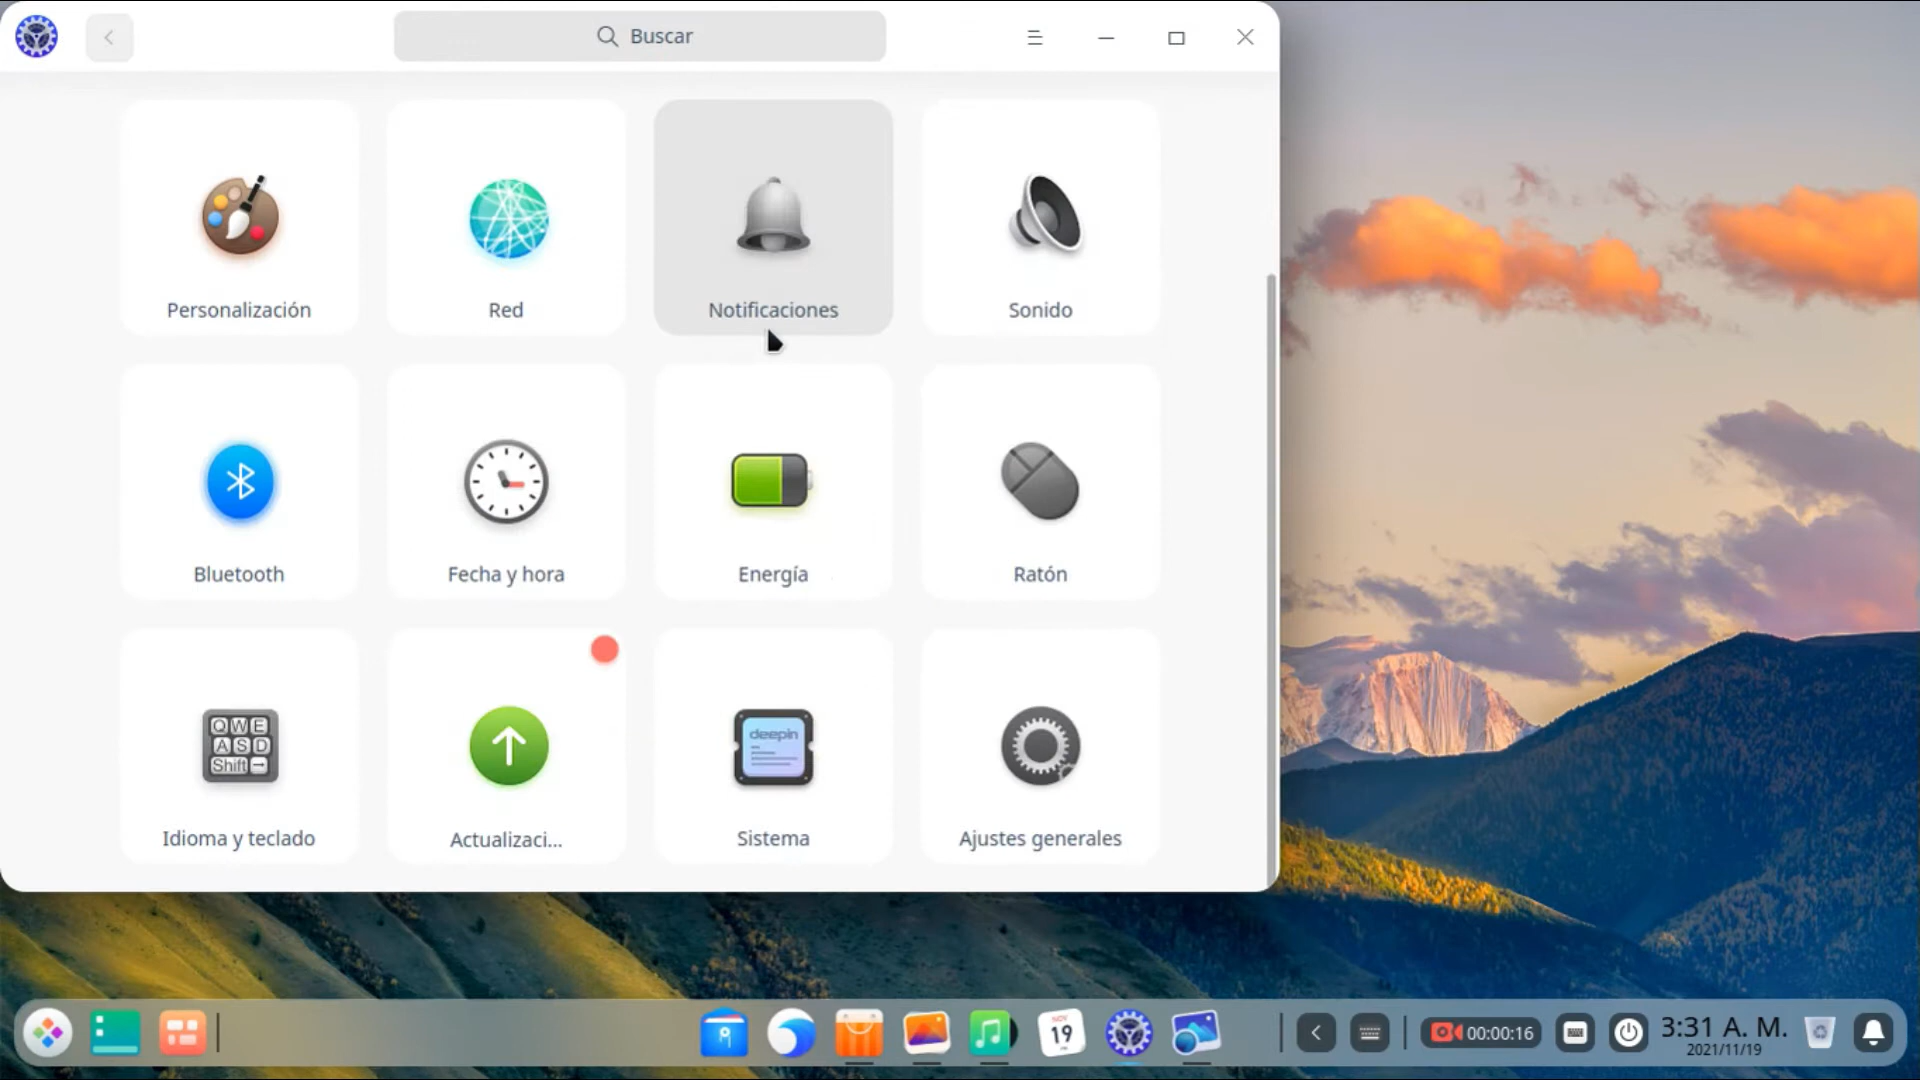 Buscar
Personalización
Red
Notificaciones
Sonido
Bluetooth
Fecha y hora
Energía
Ratón
QWE
ASD
Shift
deepin
Idioma y teclado
Actualizaci...
Sistema
Ajustes generales
NOV
19
00:00:16
3:31 A. M.
2021/11/19